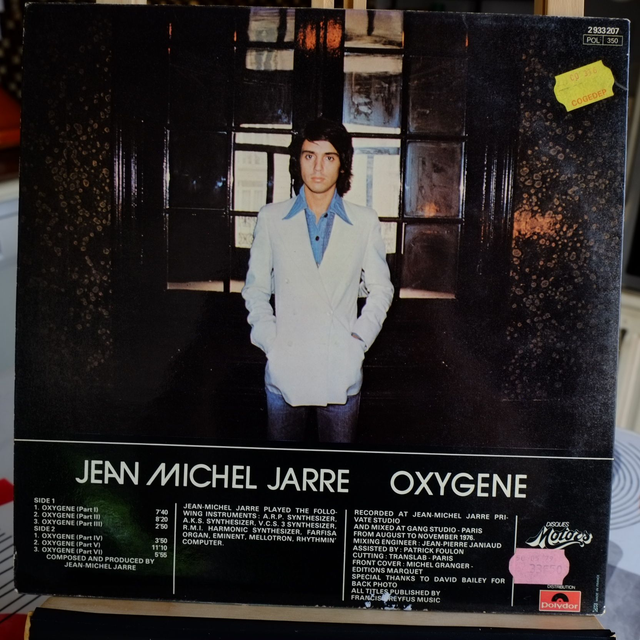 2933207
POL 350
JEAN MICHEL JARRE OXYGENE
SIDE 1
1. OXYGENE (Part I) 7'40
2. OXYGENE (Part II) 8'20
3. OXYGENE (Part III) 2'50
SIDE 2
1. OXYGENE (Part IV) 3'50
2. OXYGENE (Part V) 11'10
3. OXYGENE (Part VI) 5'55
COMPOSED AND PRODUCED BY
JEAN-MICHEL JARRE
JEAN-MICHEL JARRE PLAYED THE FOLLO-
WING INSTRUMENTS : A.R.P. SYNTHESIZER,
A.K.S. SYNTHESIZER, V.C.S. 3 SYNTHESIZER,
R.M.I. HARMONIC SYNTHESIZER, FARFISA
ORGAN, EMINENT, MELLOTRON, RHYTHMIN'
COMPUTER.
RECORDED AT JEAN-MICHEL JARRE PRI-
VATE STUDIO
AND MIXED AT GANG STUDIO - PARIS
FROM AUGUST TO NOVEMBER 1976.
MIXING ENGINEER : JEAN-PIERRE JANIAUD
ASSISTED BY : PATRICK FOULON
CUTTING : TRANSLAB - PARIS
FRONT COVER : MICHEL GRANGER -
EDITIONS MARQUET
SPECIAL THANKS TO DAVID BAILEY FOR
BACK PHOTO
ALL TITLES PUBLISHED BY
FRANCIS DREYFUS MUSIC
DISQUES
Motors
DISTRIBUTION
Polydor